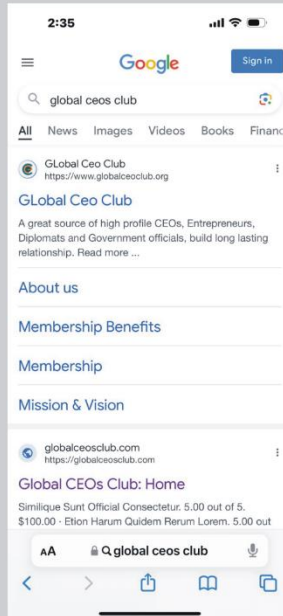 2:35
Google
Sign in
global ceos club
All News Images Videos Books Financ
GLobal Ceo Club
https://www.globalceoclub.org
GLobal Ceo Club
A great source of high profile CEOs, Entrepreneurs,
Diplomats and Government officials, build long lasting
relationship. Read more ...
About us
Membership Benefits
Membership
Mission & Vision
globalceosclub.com
https://globalceosclub.com
Global CEOs Club: Home
Similique Sunt Official Consectetur. 5.00 out of 5.
$100.00 · Etion Harum Quidem Rerum Lorem. 5.00 out
AA global ceos club